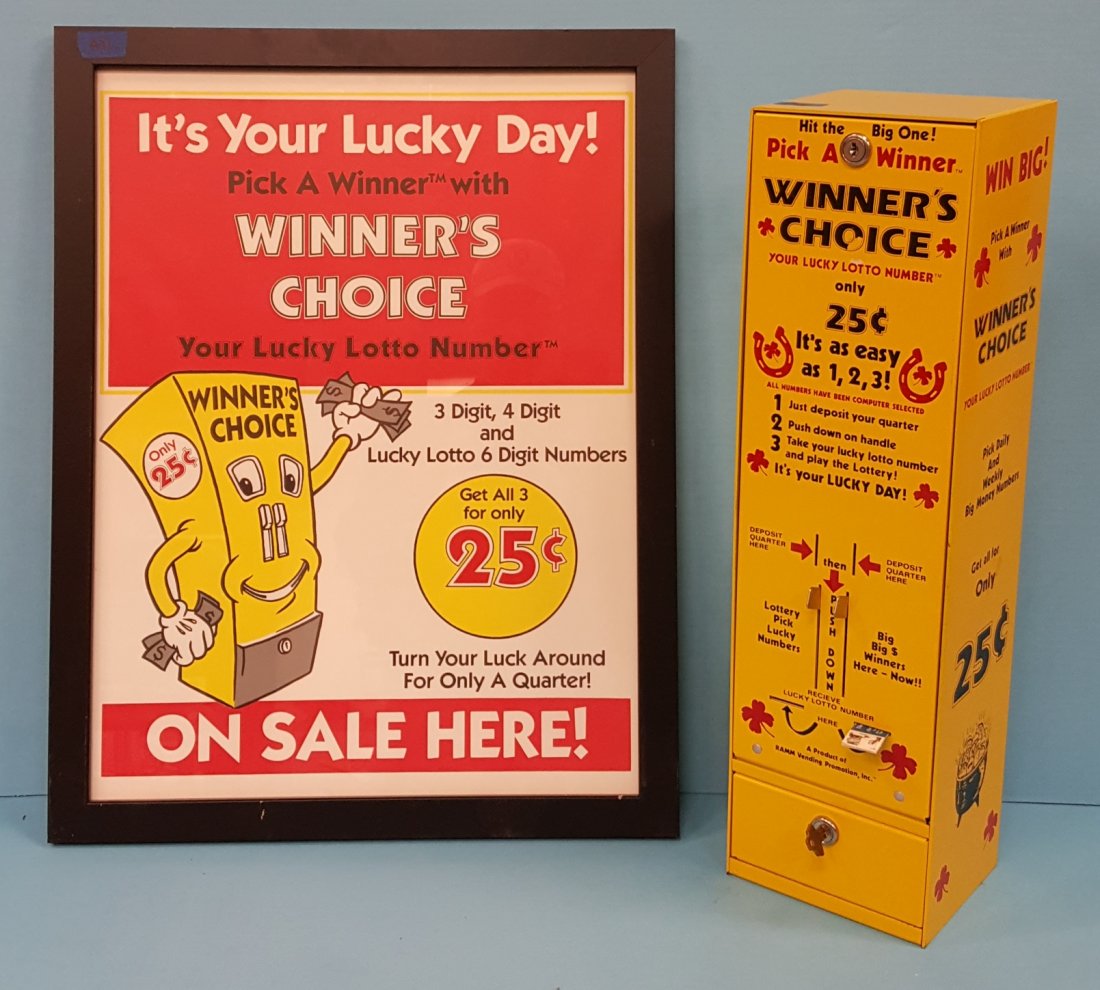 It's Your Lucky Day!
Pick A Winner™ with
WINNER'S
CHOICE
Your Lucky Lotto Number™
WINNER'S
CHOICE
Only
25¢
$
$
¢
$
3 Digit, 4 Digit
and
Lucky Lotto 6 Digit Numbers
Get All 3
for only
25¢
Turn Your Luck Around
For Only A Quarter!
ON SALE HERE!
Hit the Big One!
Pick A Winner™
WINNER'S
CHOICE
YOUR LUCKY LOTTO NUMBER™
only
25¢
It's as easy
as 1, 2, 3!
ALL NUMBERS HAVE BEEN COMPUTER SELECTED
1 Just deposit your quarter
2 Push down on handle
3 Take your lucky lotto number
and play the Lottery!
It's your LUCKY DAY!
DEPOSIT
QUARTER
HERE
then
DEPOSIT
QUARTER
HERE
PUSH DOWN
Lottery
Pick
Lucky
Numbers
Big
Big $
Winners
Here - Now!!
RECIEVE
LUCKY LOTTO NUMBER
HERE
A Product of
RAMM Vending Promotion, Inc.
WIN BIG!
Pick A Winner
With
WINNER'S
CHOICE
YOUR LUCKY LOTTO NUMBER
Pick Daily
And
Weekly
Big Money Numbers
Get all for
Only
25¢